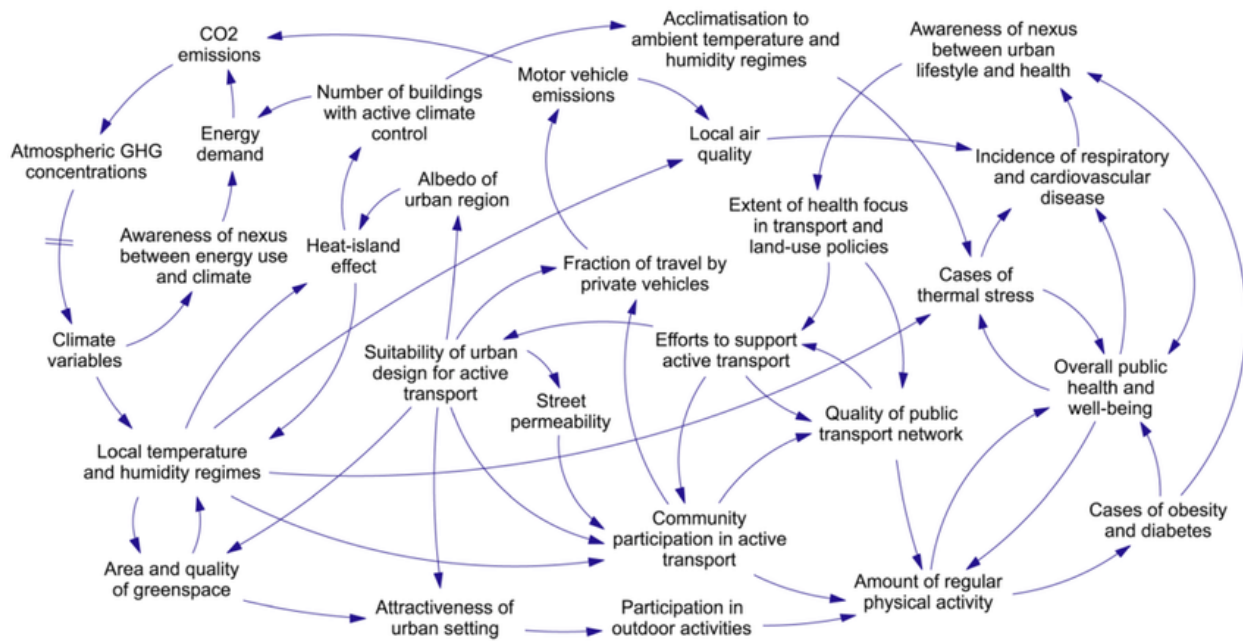 CO2
emissions
Acclimatisation to
ambient temperature and
humidity regimes
Awareness of nexus
between urban
lifestyle and health
Motor vehicle
emissions
Number of buildings
with active climate
control
Energy
demand
Local air
quality
Atmospheric GHG
concentrations
Incidence of respiratory
and cardiovascular
disease
Albedo of
urban region
Extent of health focus
in transport and
land-use policies
Awareness of nexus
between energy use
and climate
Heat-island
effect
Fraction of travel by
private vehicles
Cases of
thermal stress
Climate
variables
Suitability of urban
design for active
transport
Efforts to support
active transport
Overall public
health and
well-being
Street
permeability
Quality of public
transport network
Local temperature
and humidity regimes
Community
participation in active
transport
Cases of obesity
and diabetes
Area and quality
of greenspace
Amount of regular
physical activity
Attractiveness of
urban setting
Participation in
outdoor activities